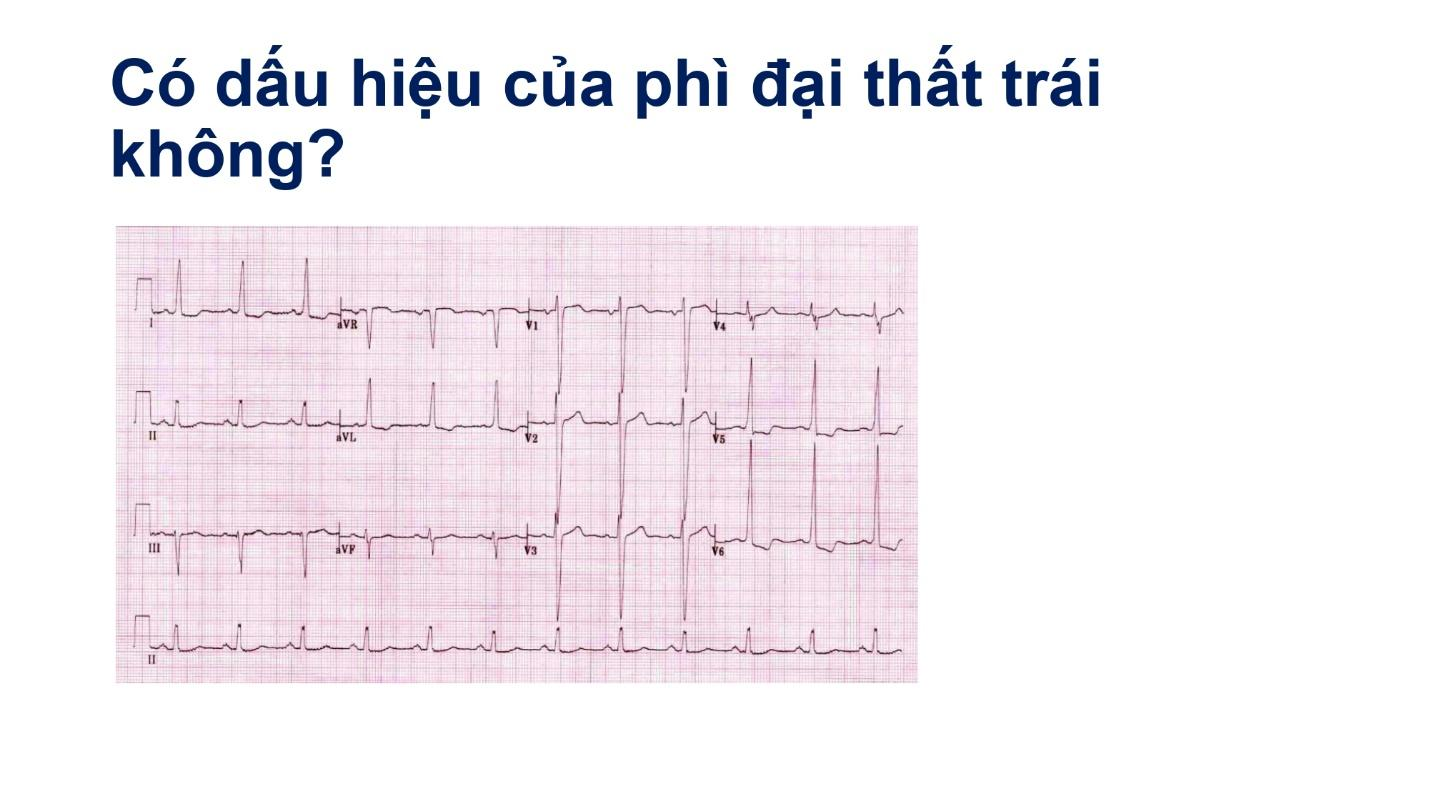 Có dấu hiệu của phì đại thất trái
không?
I aVR V1 V4
II aVL V2 V5
III aVF V3 V6
II